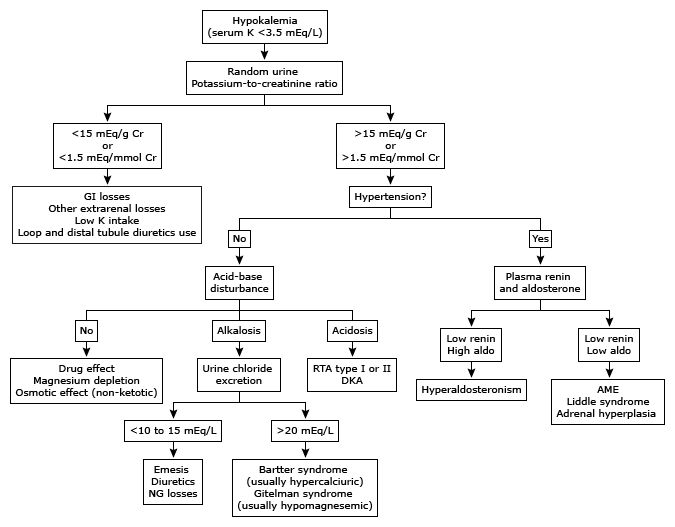 Hypokalemia
(serum K <3.5 mEq/L)
Random urine
Potassium-to-creatinine ratio
<15 mEq/g Cr
or
<1.5 mEq/mmol Cr
>15 mEq/g Cr
or
>1.5 mEq/mmol Cr
GI losses
Other extrarenal losses
Low K intake
Loop and distal tubule diuretics use
Hypertension?
No
Yes
Acid-base
disturbance
Plasma renin
and aldosterone
No
Alkalosis
Acidosis
Low renin
High aldo
Low renin
Low aldo
Drug effect
Magnesium depletion
Osmotic effect (non-ketotic)
Urine chloride
excretion
RTA type I or II
DKA
Hyperaldosteronism
AME
Liddle syndrome
Adrenal hyperplasia
<10 to 15 mEq/L
>20 mEq/L
Emesis
Diuretics
NG losses
Bartter syndrome
(usually hypercalciuric)
Gitelman syndrome
(usually hypomagnesemic)